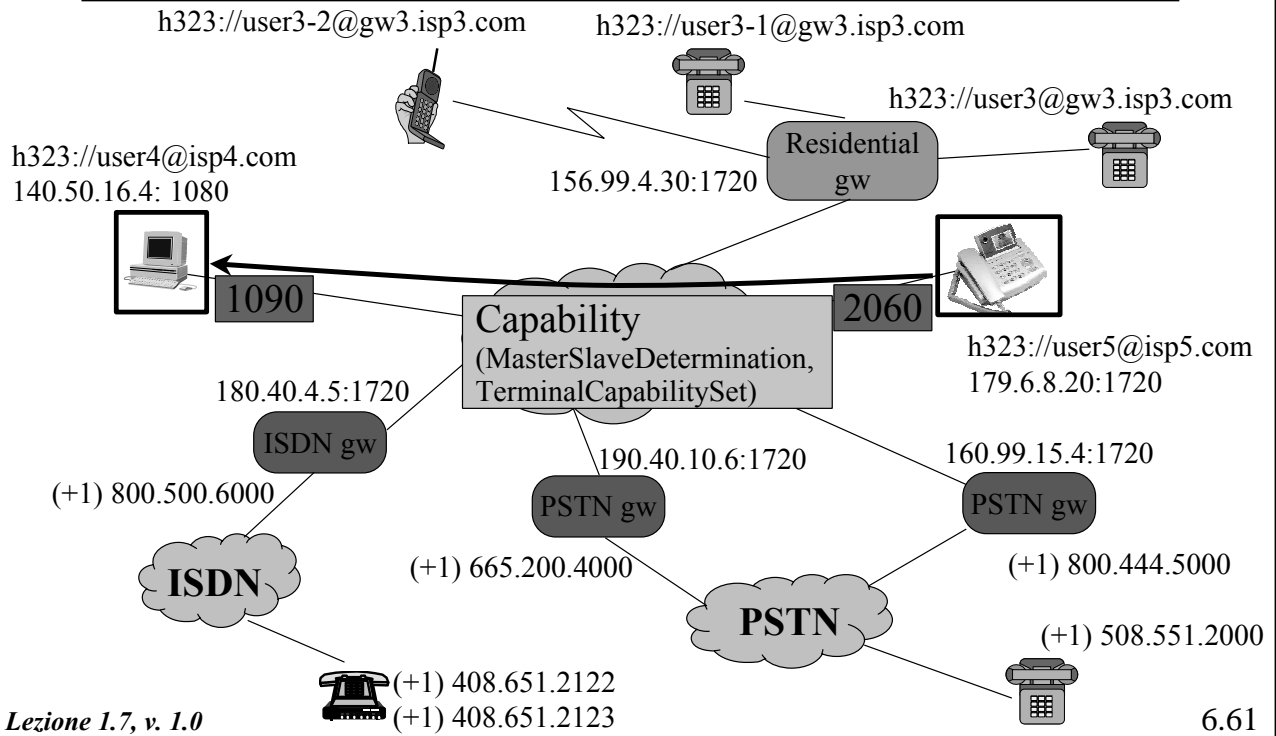 h323://user3-2@gw3.isp3.com
h323://user3-1@gw3.isp3.com
h323://user3@gw3.isp3.com
Residential
gw
156.99.4.30:1720
h323://user4@isp4.com
140.50.16.4: 1080
1090
2060
Capability
(MasterSlaveDetermination,
TerminalCapabilitySet)
h323://user5@isp5.com
179.6.8.20:1720
180.40.4.5:1720
ISDN gw
(+1) 800.500.6000
190.40.10.6:1720
PSTN gw
(+1) 665.200.4000
160.99.15.4:1720
PSTN gw
(+1) 800.444.5000
ISDN
PSTN
(+1) 508.551.2000
(+1) 408.651.2122
(+1) 408.651.2123
Lezione 1.7, v. 1.0
6.61